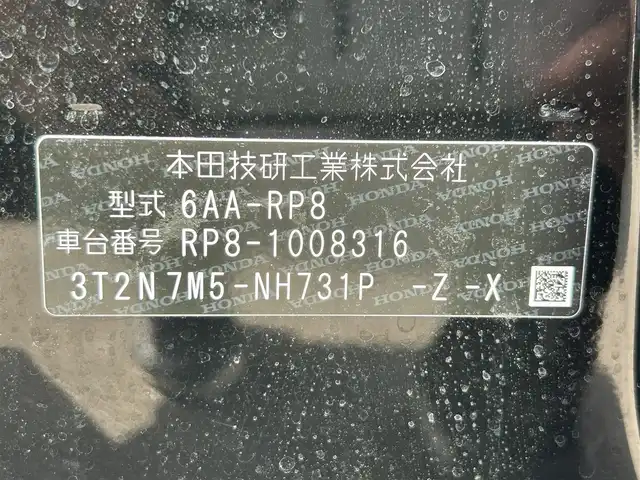 本田技研工業株式会社
型式 6AA-RP8
車台番号 RP8-1008316
3T2N7M5-NH731P -Z -X